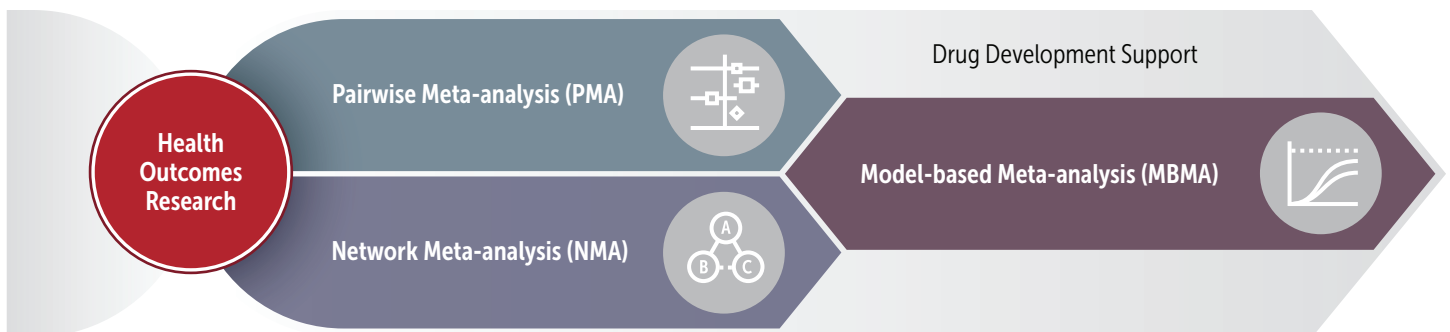 Health
Outcomes
Research
Pairwise Meta-analysis (PMA)
Network Meta-analysis (NMA)
A
B
C
Drug Development Support
Model-based Meta-analysis (MBMA)